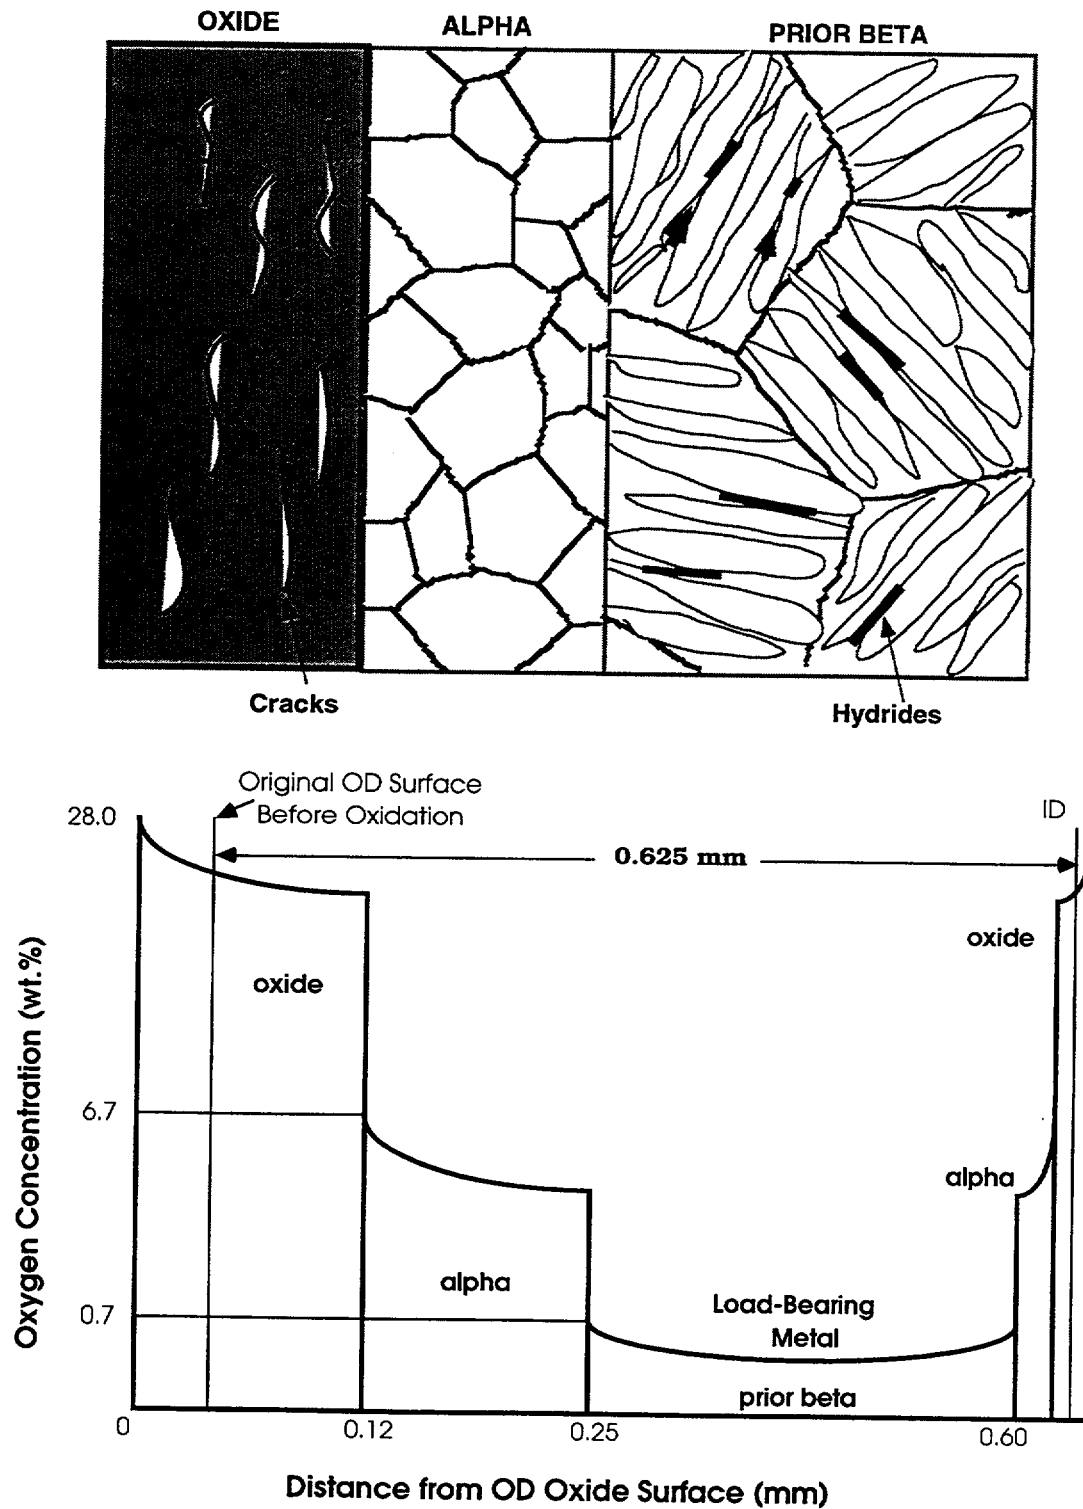 OXIDE
ALPHA
PRIOR BETA
Cracks
Hydrides
Original OD Surface
Before Oxidation
ID
28.0
0.625 mm
oxide
oxide
6.7
alpha
alpha
0.7
Load-Bearing
Metal
prior beta
0
0.12
0.25
0.60
Oxygen Concentration (wt.%)
Distance from OD Oxide Surface (mm)